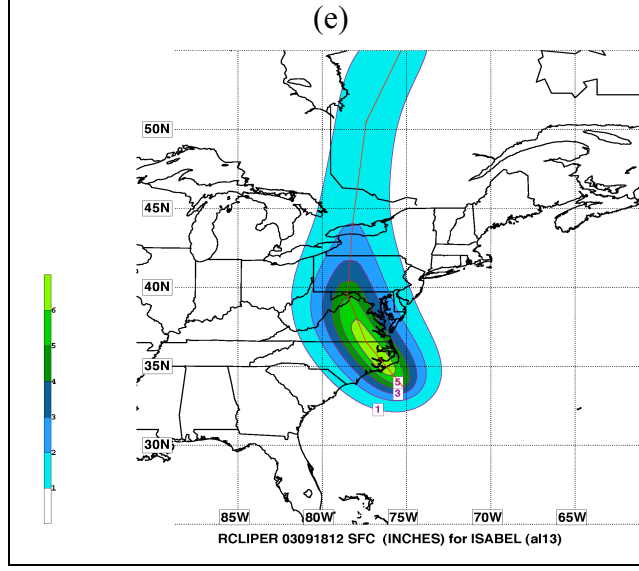 (e)
50N
45N
40N
35N
30N
6
5
4
3
2
1
5
3
1
85W 80W 75W 70W 65W
RCLIPER 03091812 SFC (INCHES) for ISABEL (al13)